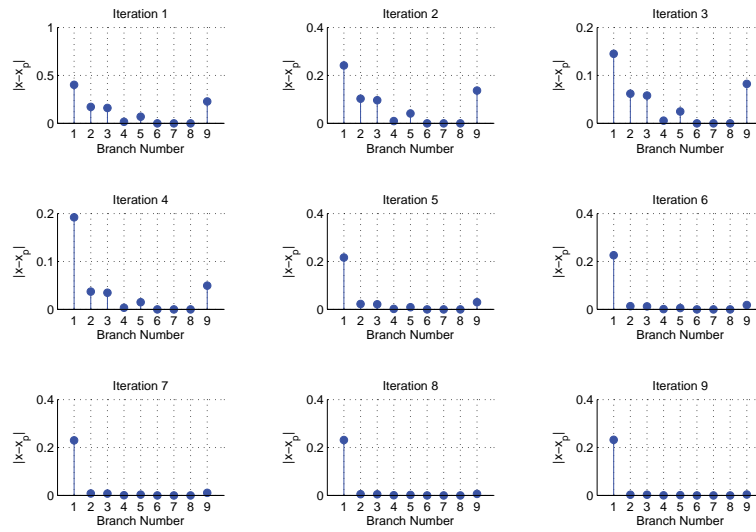 Iteration 1
1
0.5
0
|x−x_p|
1 2 3 4 5 6 7 8 9
Branch Number
Iteration 2
0.4
0.2
0
|x−x_p|
1 2 3 4 5 6 7 8 9
Branch Number
Iteration 3
0.2
0.1
0
|x−x_p|
1 2 3 4 5 6 7 8 9
Branch Number
Iteration 4
0.2
0.1
0
|x−x_p|
1 2 3 4 5 6 7 8 9
Branch Number
Iteration 5
0.4
0.2
0
|x−x_p|
1 2 3 4 5 6 7 8 9
Branch Number
Iteration 6
0.4
0.2
0
|x−x_p|
1 2 3 4 5 6 7 8 9
Branch Number
Iteration 7
0.4
0.2
0
|x−x_p|
1 2 3 4 5 6 7 8 9
Branch Number
Iteration 8
0.4
0.2
0
|x−x_p|
1 2 3 4 5 6 7 8 9
Branch Number
Iteration 9
0.4
0.2
0
|x−x_p|
1 2 3 4 5 6 7 8 9
Branch Number